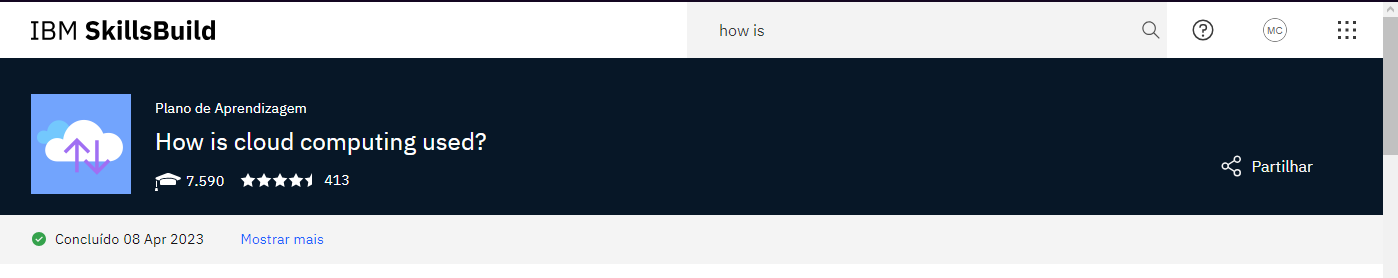 IBM SkillsBuild
how is
MC
Plano de Aprendizagem
How is cloud computing used?
7.590
413
Partilhar
Concluído 08 Apr 2023
Mostrar mais